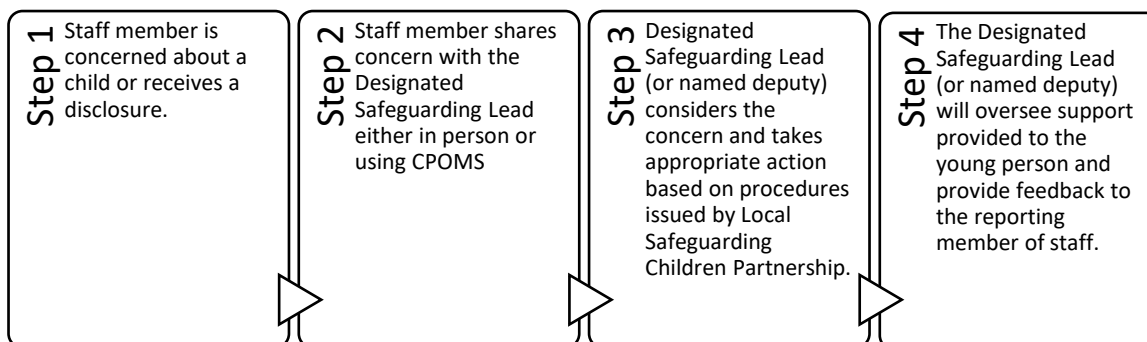 Step 1
Staff member is
concerned about a
child or receives a
disclosure.
Step 2
Staff member shares
concern with the
Designated
Safeguarding Lead
either in person or
using CPOMS
Step 3
Designated
Safeguarding Lead
(or named deputy)
considers the
concern and takes
appropriate action
based on procedures
issued by Local
Safeguarding
Children Partnership.
Step 4
The Designated
Safeguarding Lead
(or named deputy)
will oversee support
provided to the
young person and
provide feedback to
the reporting
member of staff.